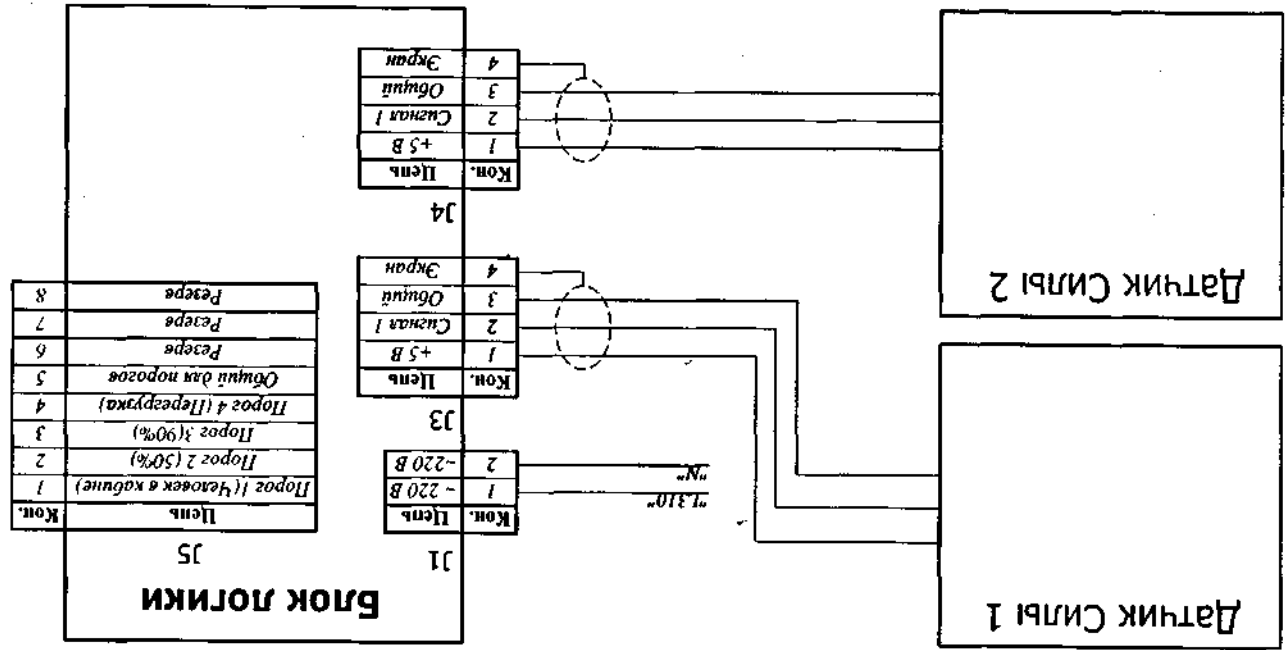 Датчик Силы 1
Датчик Силы 2
Блок логики
J1
Кон. Цепь
1 ~ 220 В
2 ~220 В
"L310"
"N"
J3
Кон. Цепь
1 +5 В
2 Сигнал 1
3 Общий
4 Экран
J4
Кон. Цепь
1 +5 В
2 Сигнал 1
3 Общий
4 Экран
J5
Цепь Кон.
Порог 1 (Человек в кабине) 1
Порог 2 (50%) 2
Порог 3 (90%) 3
Порог 4 (Перегрузка) 4
Общий для порогов 5
Резерв 6
Резерв 7
Резерв 8